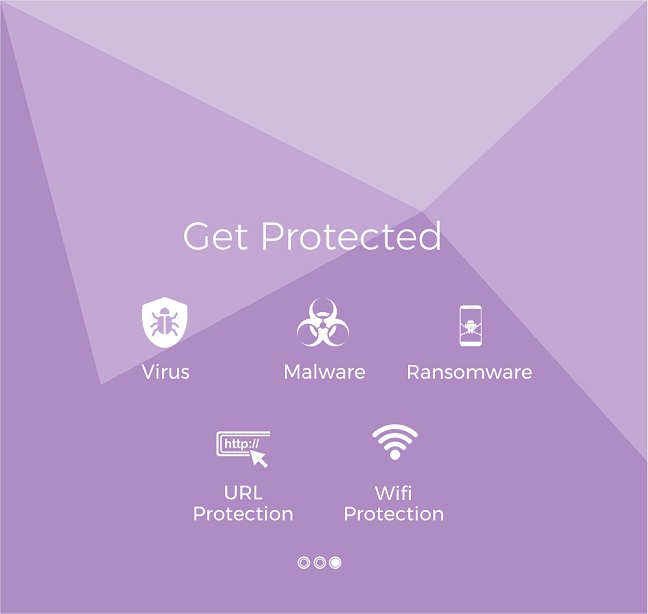 Get Protected
Virus
Malware
Ransomware
http://
URL
Protection
Wifi
Protection